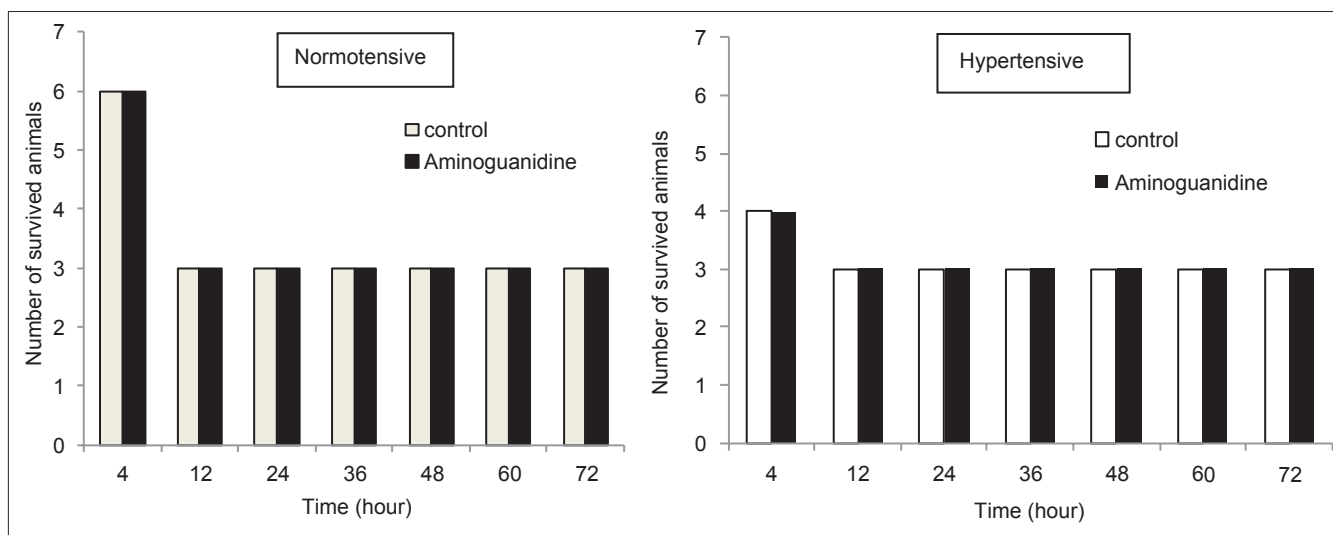 Normotensive
Number of survived animals
7
6
5
4
3
2
1
0
control
Aminoguanidine
4 12 24 36 48 60 72
Time (hour)
Hypertensive
Number of survived animals
7
6
5
4
3
2
1
0
control
Aminoguanidine
4 12 24 36 48 60 72
Time (hour)